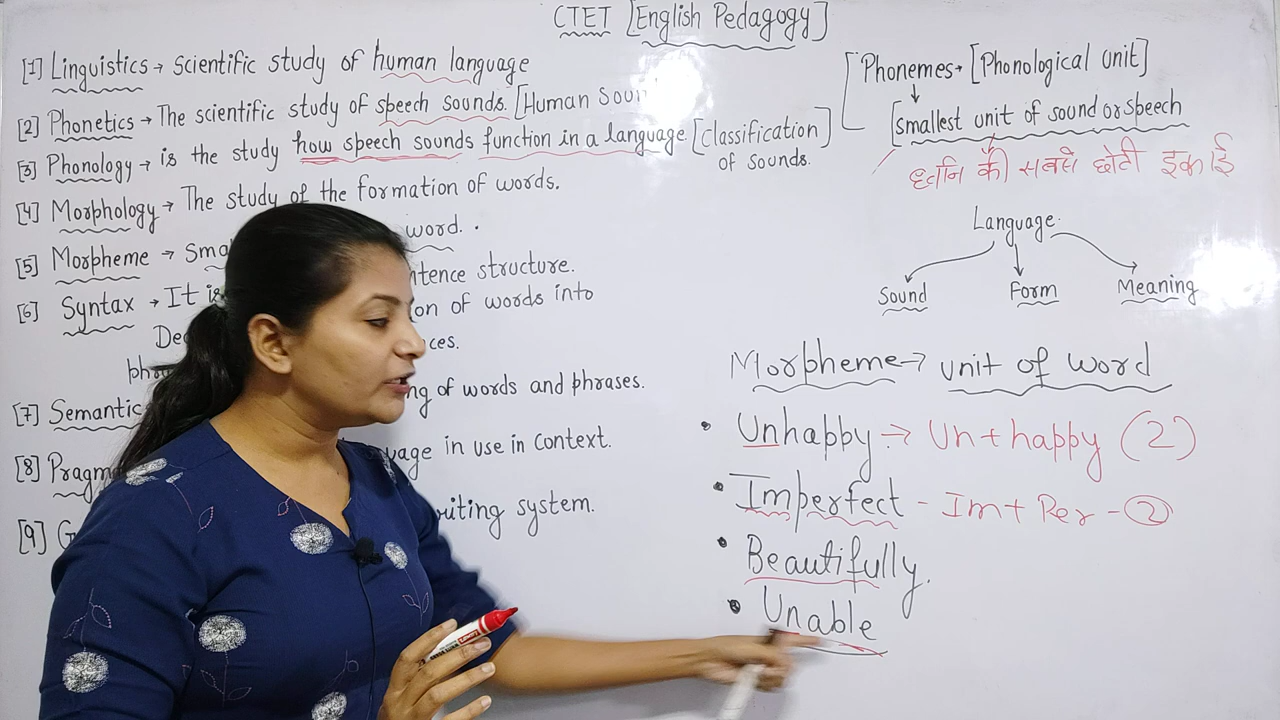 CTET [English Pedagogy]
[1] Linguistics → scientific study of human language
[2] Phonetics → The scientific study of speech sounds. [Human Soun
[3] Phonology → is the study how speech sounds function in a language [Classification
of sounds.
[4] Morphology → The study of the formation of words.
[5] Morpheme → Sma word.
[6] Syntax → It is ntence structure.
De on of words into
phra ces.
[7] Semantic ng of words and phrases.
[8] Pragm uage in use in context.
[9] G writing system.
Phonemes → [Phonological Unit]
[smallest unit of sound or speech
ध्वनि की सबसे छोटी इकाई
Language
Sound Form Meaning
Morpheme → unit of word
• Unhappy → Un + happy (2)
• Imperfect - Im + Per - 2
• Beautifully.
• Unable